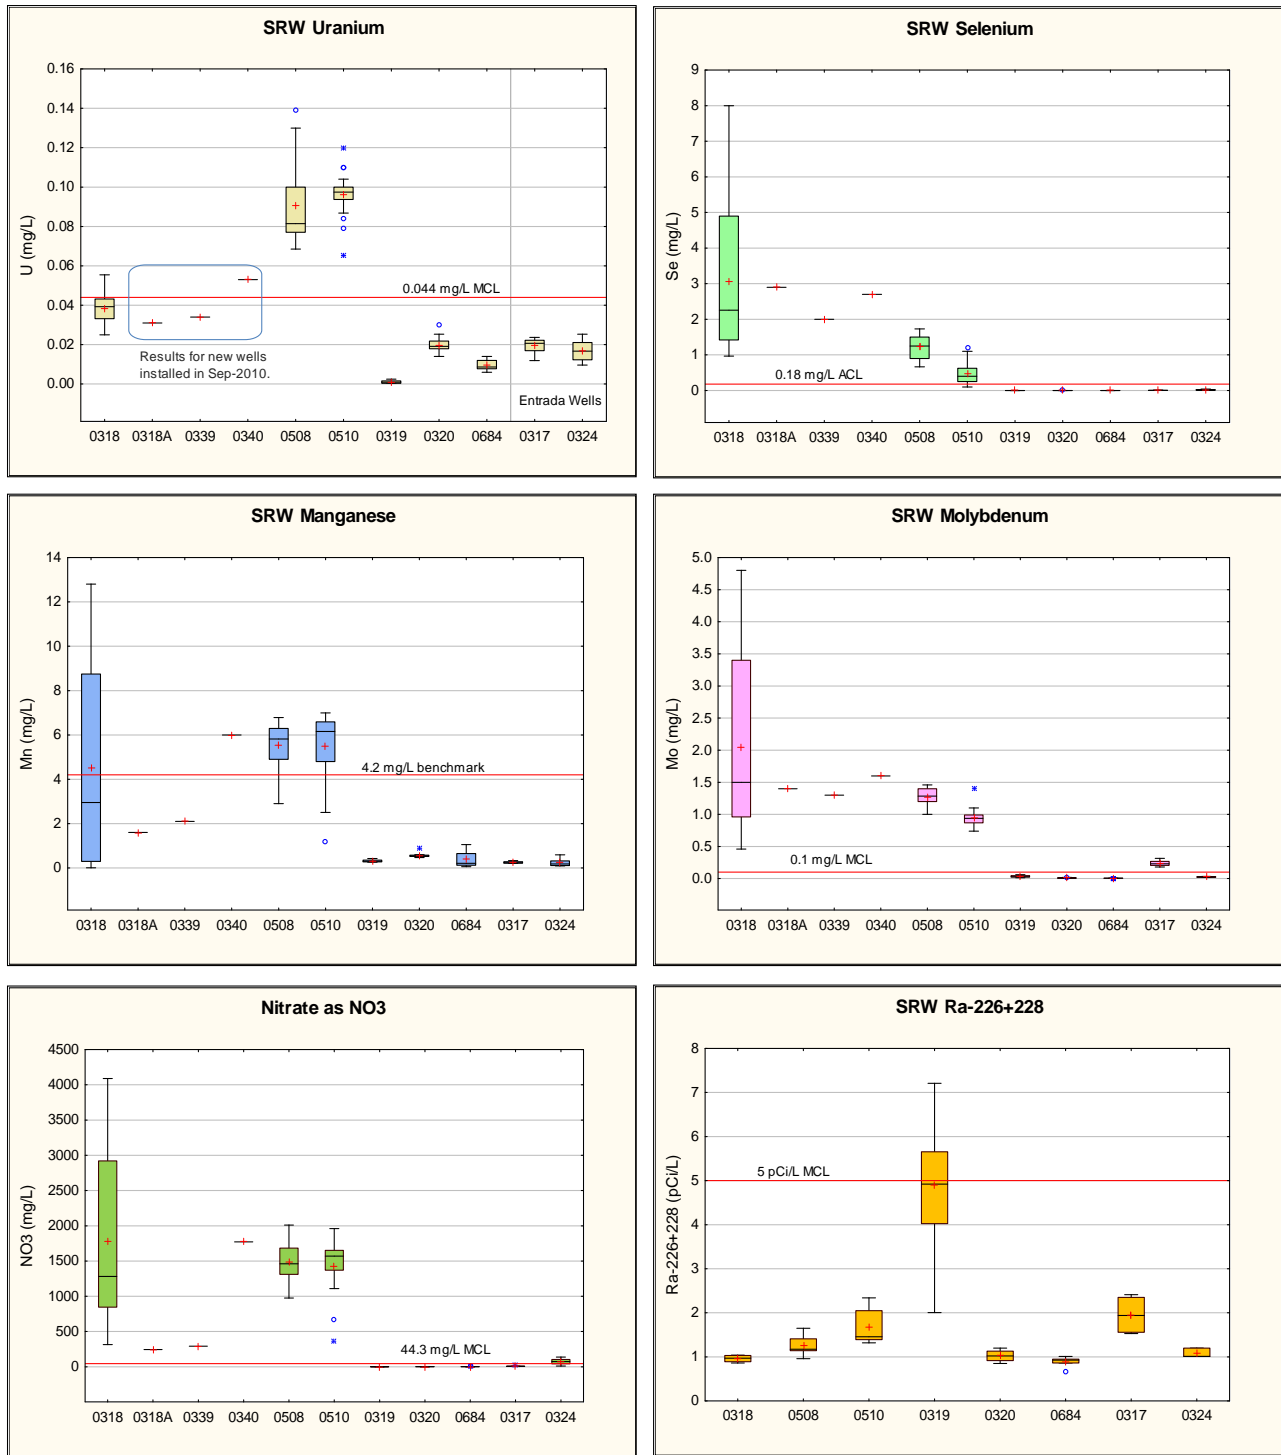 SRW Uranium
U (mg/L)
0.16
0.14
0.12
0.10
0.08
0.06
0.04
0.02
0.00
0.044 mg/L MCL
Results for new wells
installed in Sep-2010.
Entrada Wells
0318 0318A 0339 0340 0508 0510 0319 0320 0684 0317 0324
SRW Selenium
Se (mg/L)
9
8
7
6
5
4
3
2
1
0
0.18 mg/L ACL
0318 0318A 0339 0340 0508 0510 0319 0320 0684 0317 0324
SRW Manganese
Mn (mg/L)
14
12
10
8
6
4
2
0
4.2 mg/L benchmark
0318 0318A 0339 0340 0508 0510 0319 0320 0684 0317 0324
SRW Molybdenum
Mo (mg/L)
5.0
4.5
4.0
3.5
3.0
2.5
2.0
1.5
1.0
0.5
0.0
0.1 mg/L MCL
0318 0318A 0339 0340 0508 0510 0319 0320 0684 0317 0324
Nitrate as NO3
NO3 (mg/L)
4500
4000
3500
3000
2500
2000
1500
1000
500
0
44.3 mg/L MCL
0318 0318A 0339 0340 0508 0510 0319 0320 0684 0317 0324
SRW Ra-226+228
Ra-226+228 (pCi/L)
8
7
6
5
4
3
2
1
0
5 pCi/L MCL
0318 0508 0510 0319 0320 0684 0317 0324